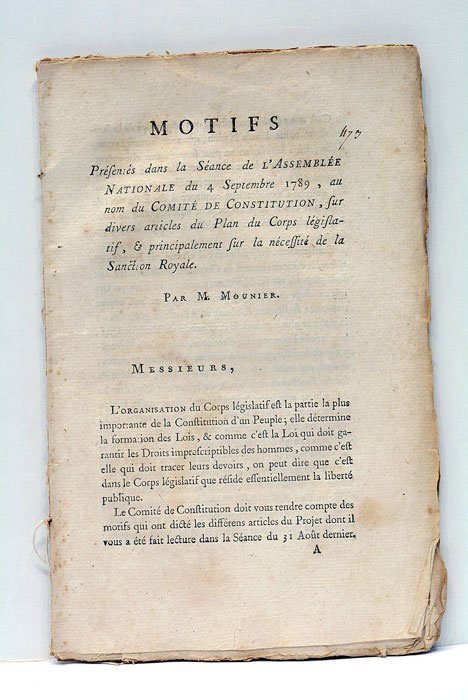 MOTIFS
473
Préſentés dans la Séance de L'ASSEMBLÉE
NATIONALE du 4 Septembre 1789, au
nom du COMITÉ DE CONSTITUTION, ſur
divers articles du Plan du Corps légiſla-
tif, & principalement ſur la néceſſité de la
Sanction Royale.
PAR M. MOUNIER.
MESSIEURS,
L'ORGANISATION du Corps légiſlatif eſt la partie la plus
importante de la Conſtitution d'un Peuple; elle détermine
la formation des Lois, & comme c'eſt la Loi qui doit ga-
rantir les Droits impreſcriptibles des hommes, comme c'eſt
elle qui doit tracer leurs devoirs, on peut dire que c'eſt
dans le Corps légiſlatif que réſide eſſentiellement la liberté
publique.
Le Comité de Conſtitution doit vous rendre compte des
motifs qui ont dicté les différens articles du Projet dont il
vous a été fait lecture dans la Séance du 31 Août dernier.
A